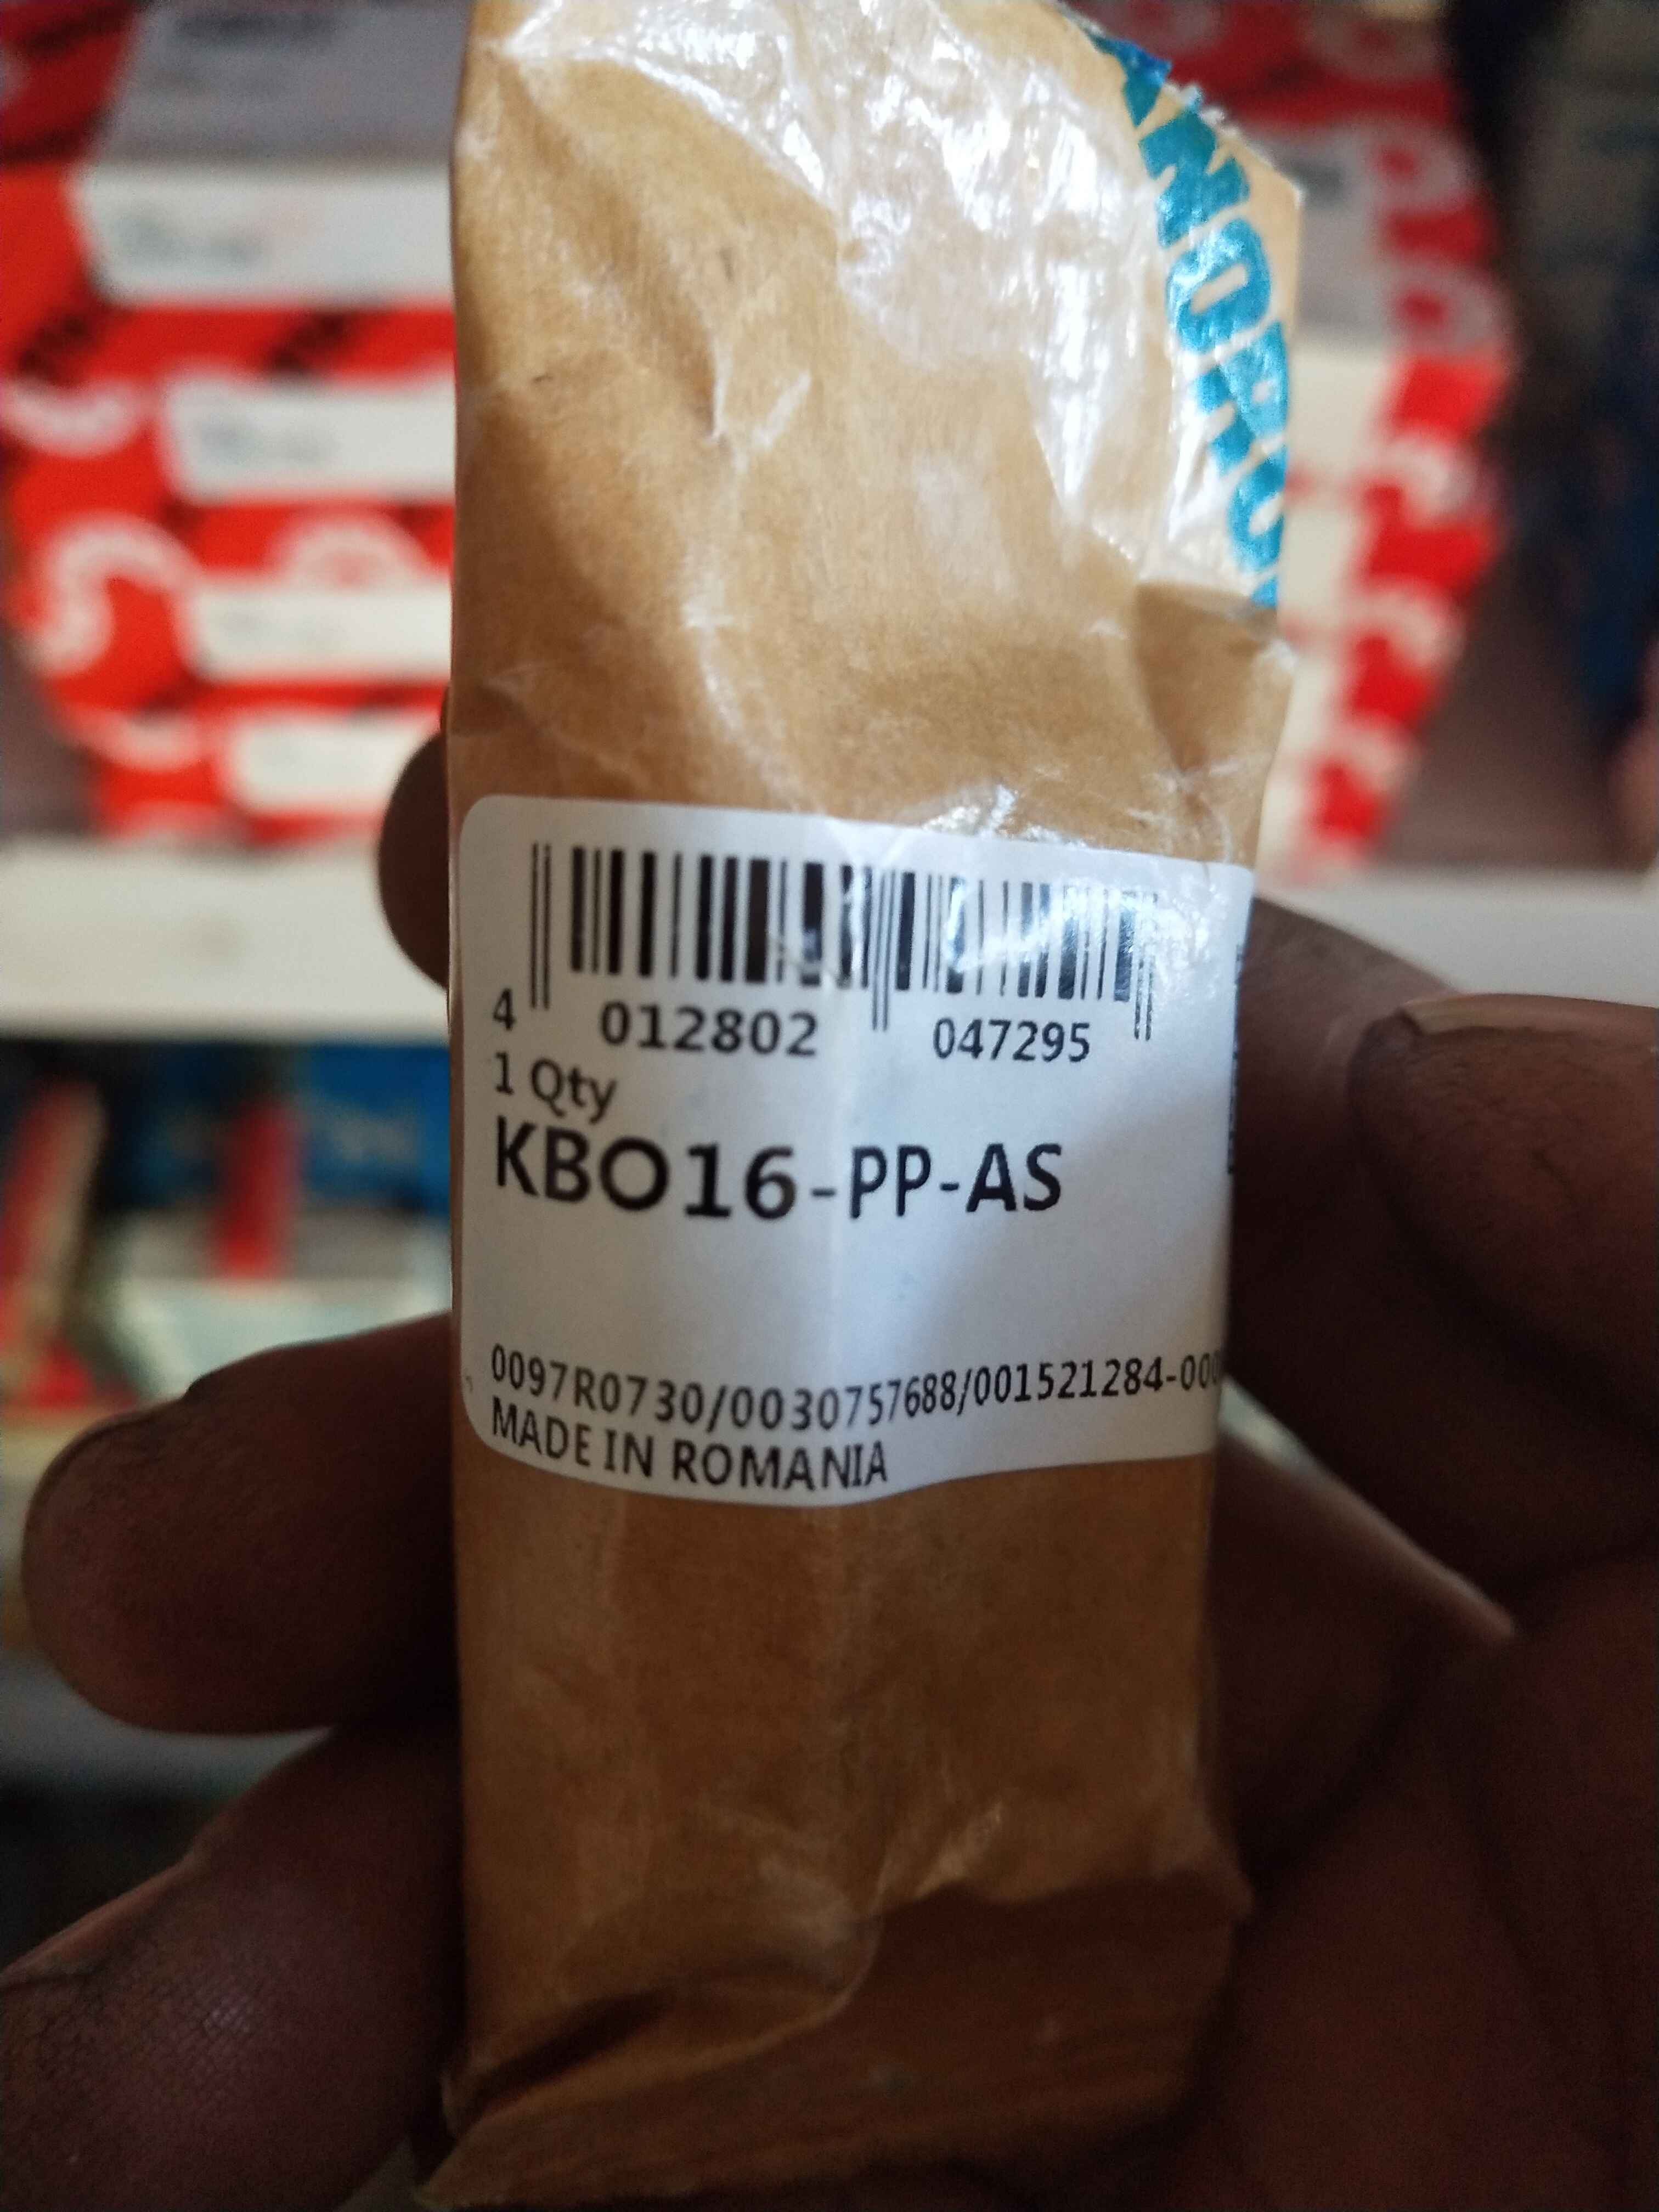 4 012802 047295
1 Qty
KBO16-PP-AS
0097R0730/0030757688/001521284-000
MADE IN ROMANIA